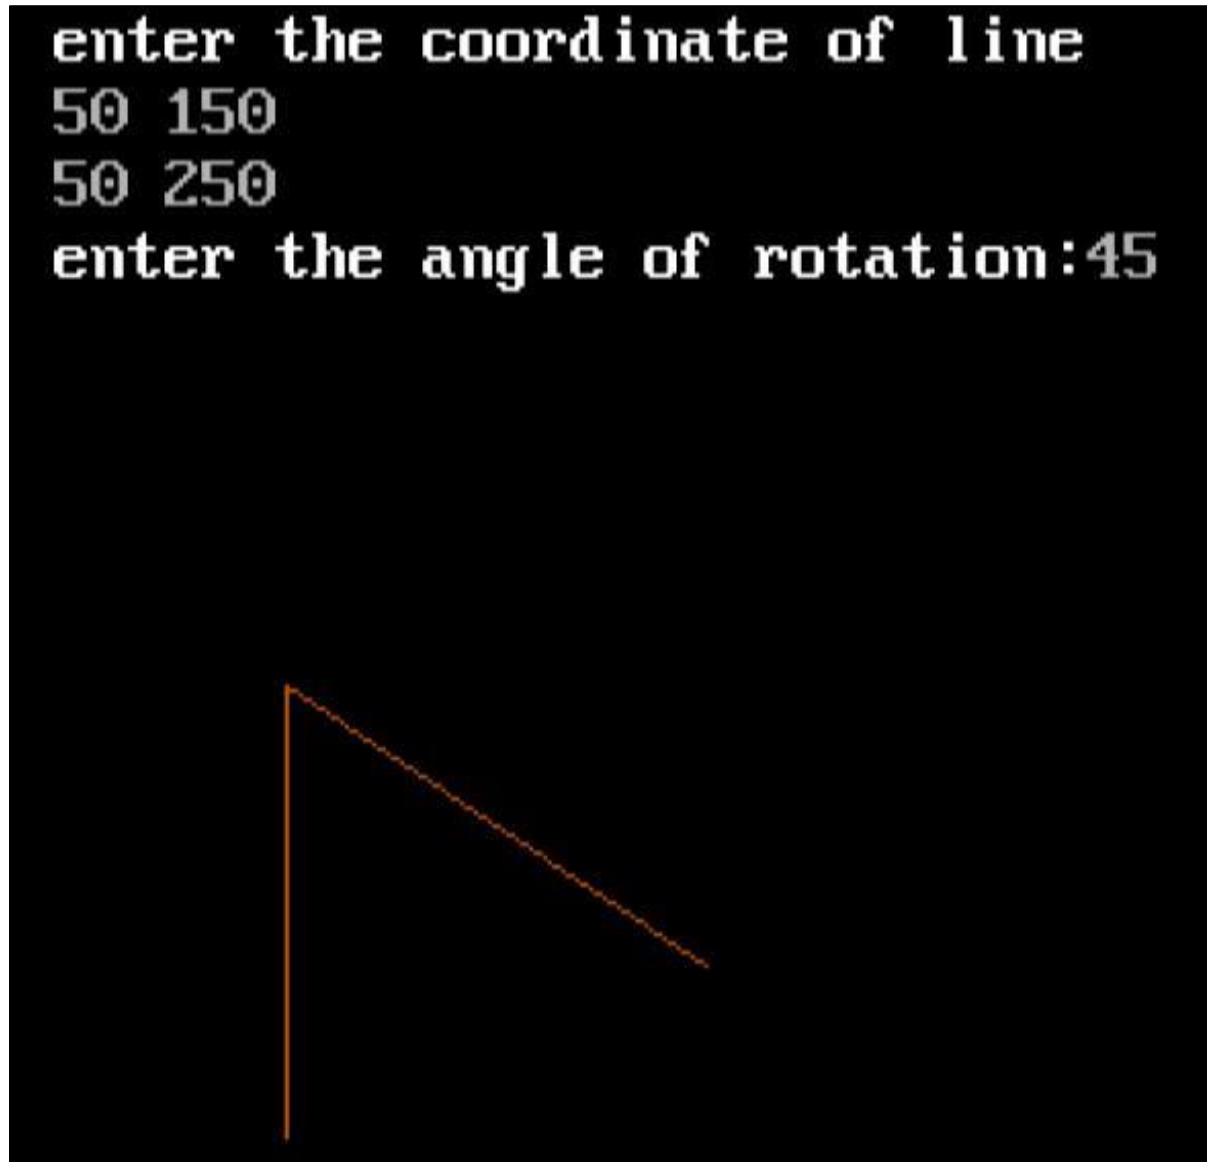 enter the coordinate of line
50 150
50 250
enter the angle of rotation:45